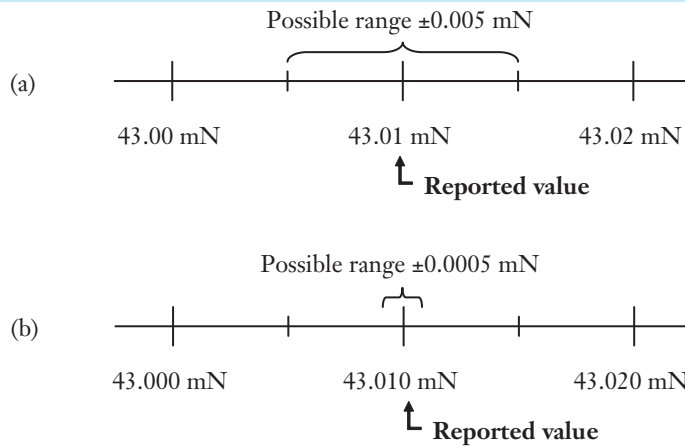 Possible range ±0.005 mN
(a)
43.00 mN 43.01 mN 43.02 mN
Reported value
Possible range ±0.0005 mN
(b)
43.000 mN 43.010 mN 43.020 mN
Reported value